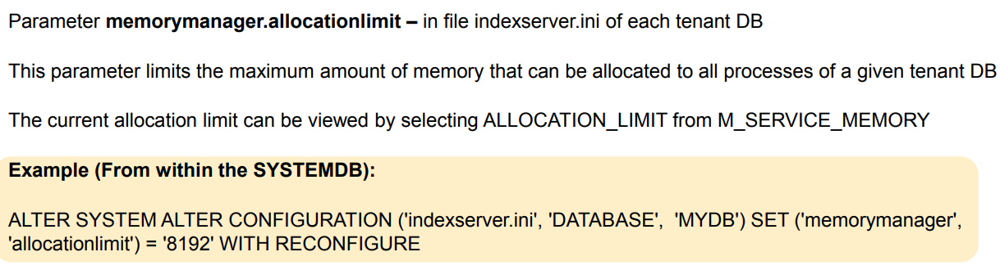 Parameter memorymanager.allocationlimit – in file indexserver.ini of each tenant DB
This parameter limits the maximum amount of memory that can be allocated to all processes of a given tenant DB
The current allocation limit can be viewed by selecting ALLOCATION_LIMIT from M_SERVICE_MEMORY
Example (From within the SYSTEMDB):
ALTER SYSTEM ALTER CONFIGURATION ('indexserver.ini', 'DATABASE',  'MYDB') SET ('memorymanager',
'allocationlimit') = '8192' WITH RECONFIGURE